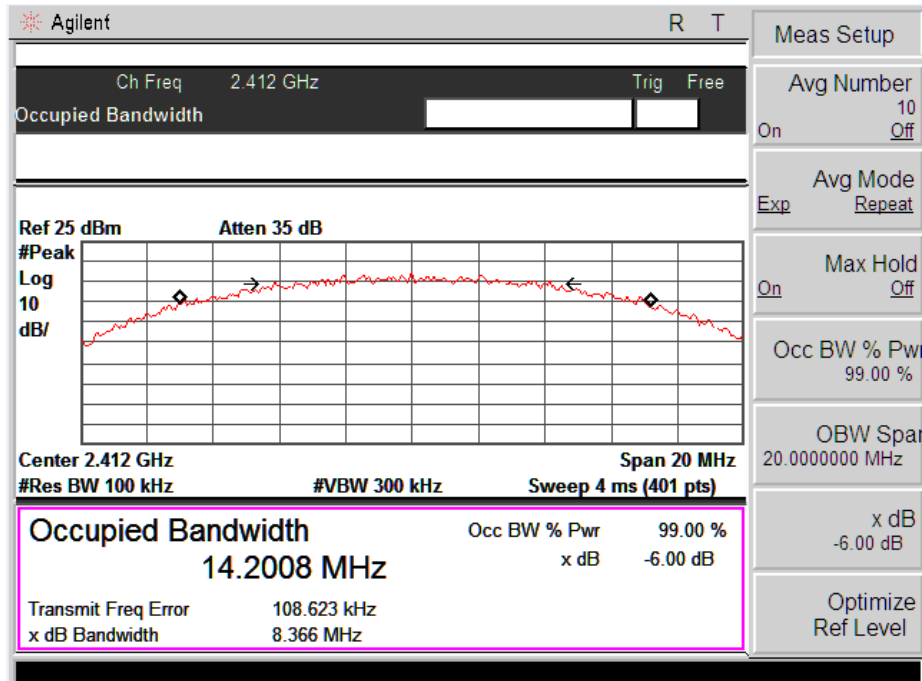 Agilent R T
Ch Freq 2.412 GHz Trig Free
Occupied Bandwidth
Ref 25 dBm Atten 35 dB
#Peak
Log
10
dB/
Center 2.412 GHz Span 20 MHz
#Res BW 100 kHz #VBW 300 kHz Sweep 4 ms (401 pts)
Occupied Bandwidth Occ BW % Pwr 99.00 %
14.2008 MHz x dB -6.00 dB
Transmit Freq Error 108.623 kHz
x dB Bandwidth 8.366 MHz
Meas Setup
Avg Number
10
On Off
Avg Mode
Exp Repeat
Max Hold
On Off
Occ BW % Pwr
99.00 %
OBW Span
20.0000000 MHz
x dB
-6.00 dB
Optimize
Ref Level